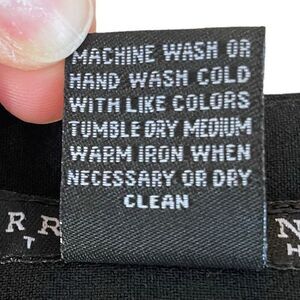 MACHINE WASH OR
HAND WASH COLD
WITH LIKE COLORS
TUMBLE DRY MEDIUM
WARM IRON WHEN
NECESSARY OR DRY
CLEAN
R R
T
N
H